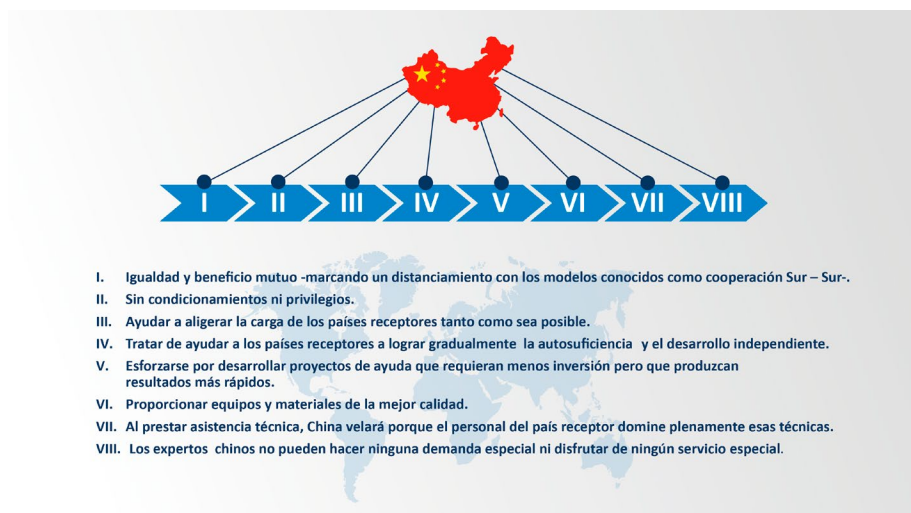 I II III IV V VI VII VIII
I. Igualdad y beneficio mutuo -marcando un distanciamiento con los modelos conocidos como cooperación Sur – Sur-.
II. Sin condicionamientos ni privilegios.
III. Ayudar a aligerar la carga de los países receptores tanto como sea posible.
IV. Tratar de ayudar a los países receptores a lograr gradualmente la autosuficiencia y el desarrollo independiente.
V. Esforzarse por desarrollar proyectos de ayuda que requieran menos inversión pero que produzcan
resultados más rápidos.
VI. Proporcionar equipos y materiales de la mejor calidad.
VII. Al prestar asistencia técnica, China velará porque el personal del país receptor domine plenamente esas técnicas.
VIII. Los expertos chinos no pueden hacer ninguna demanda especial ni disfrutar de ningún servicio especial.